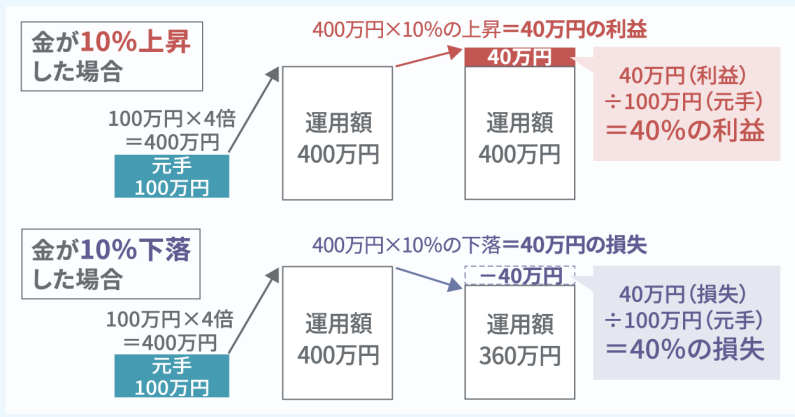 金が10%上昇
した場合
400万円×10%の上昇＝40万円の利益
100万円×4倍
＝400万円
元手
100万円
運用額
400万円
40万円
運用額
400万円
40万円（利益）
÷100万円（元手）
＝40%の利益
金が10%下落
した場合
400万円×10%の下落＝40万円の損失
100万円×4倍
＝400万円
元手
100万円
運用額
400万円
－40万円
運用額
360万円
40万円（損失）
÷100万円（元手）
＝40%の損失